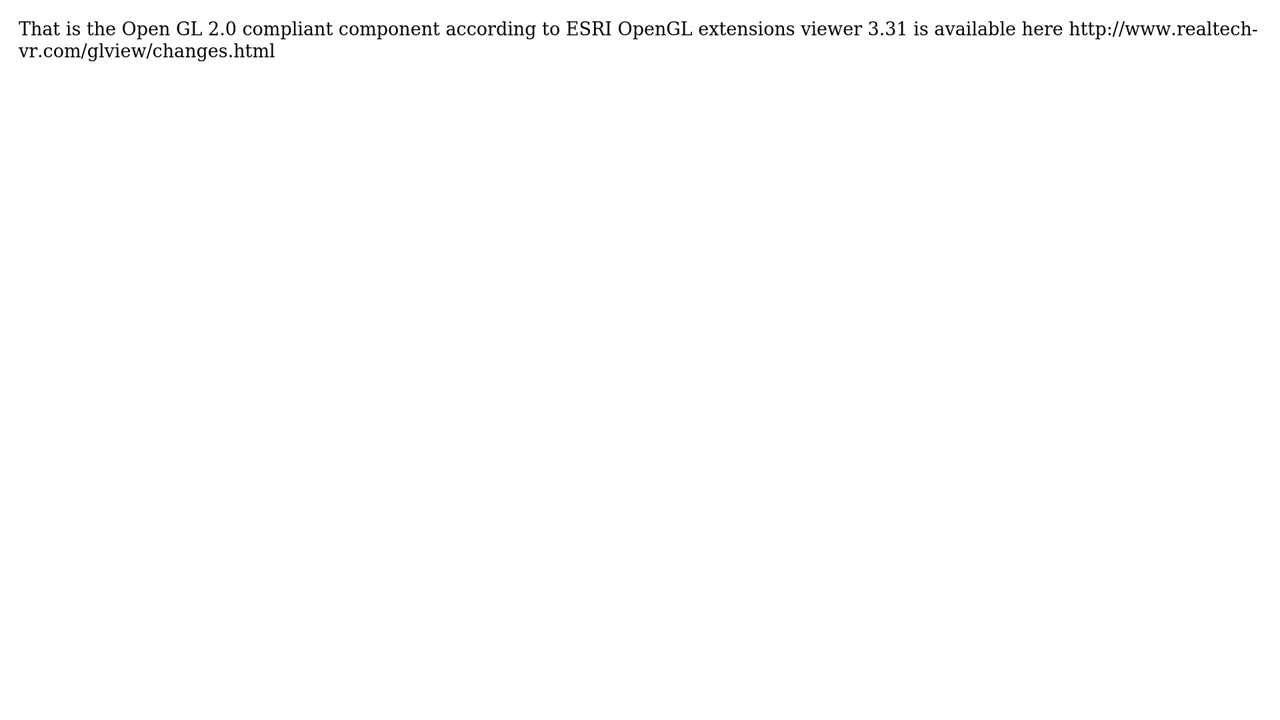 That is the Open GL 2.0 compliant component according to ESRI OpenGL extensions viewer 3.31 is available here http://www.realtech-
vr.com/glview/changes.html